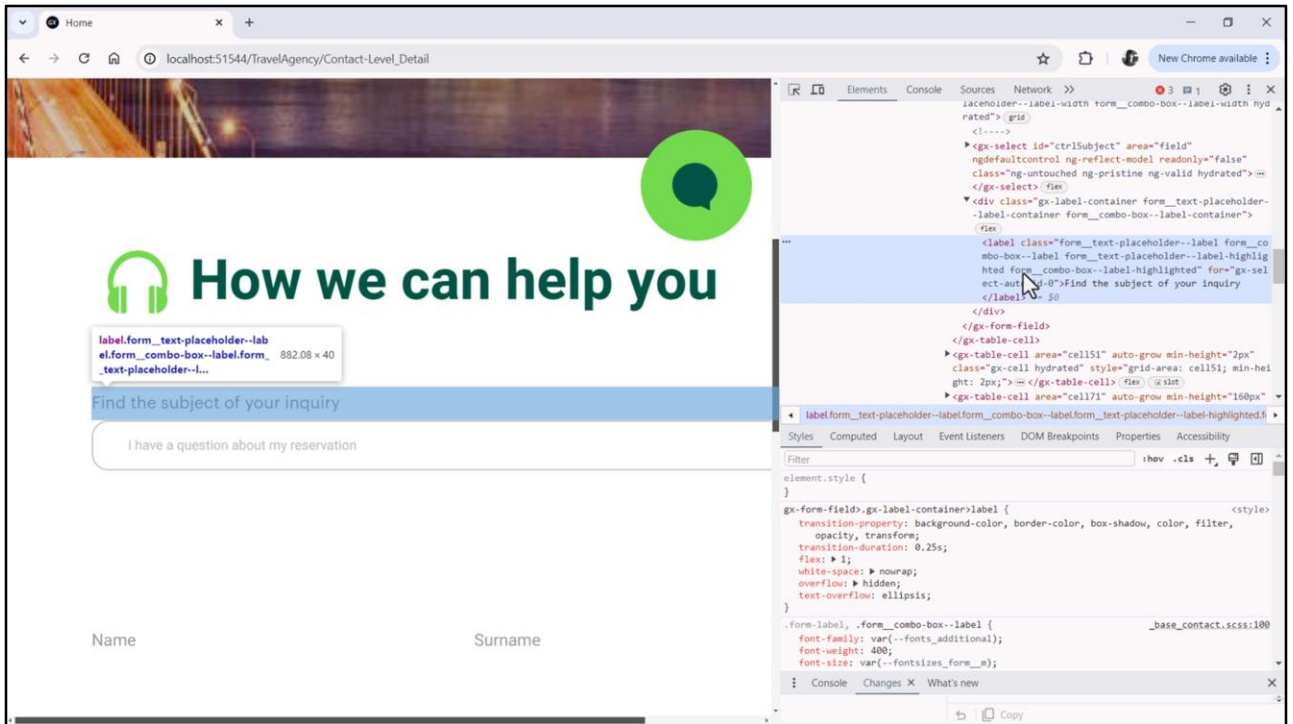 Home
localhost:51544/TravelAgency/Contact-Level_Detail
New Chrome available
How we can help you
label.form__text-placeholder--lab
el.form__combo-box--label.form_ 882.08 × 40
_text-placeholder--l...
Find the subject of your inquiry
I have a question about my reservation
Name Surname
Elements Console Sources Network 3 1
laceholder--label-width form__combo-box--label-width hyd
rated"> grid
<!---->
<gx-select id="ctrlSubject" area="field"
ngdefaultcontrol ng-reflect-model readonly="false"
class="ng-untouched ng-pristine ng-valid hydrated"> ⋯
</gx-select> flex
<div class="gx-label-container form__text-placeholder-
-label-container form__combo-box--label-container">
flex
<label class="form__text-placeholder--label form__co
mbo-box--label form__text-placeholder--label-highlig
hted form__combo-box--label-highlighted" for="gx-sel
-0">Find the subject of your inquiry
</label> $0
</div>
</gx-form-field>
</gx-table-cell>
<gx-table-cell area="cell51" auto-grow min-height="2px"
class="gx-cell hydrated" style="grid-area: cell51; min-hei
ght: 2px;"> ⋯ </gx-table-cell> flex slot
<gx-table-cell area="cell71" auto-grow min-height="160px"
label.form__text-placeholder--label.form__combo-box--label.form__text-placeholder--label-highlighted.f
Styles Computed Layout Event Listeners DOM Breakpoints Properties Accessibility
Filter :hov .cls
element.style {
}
gx-form-field>.gx-label-container>label { <style>
transition-property: background-color, border-color, box-shadow, color, filter,
opacity, transform;
transition-duration: 0.25s;
flex: 1;
white-space: nowrap;
overflow: hidden;
text-overflow: ellipsis;
}
.form-label, .form__combo-box--label { _base_contact.scss:100
font-family: var(--fonts_additional);
font-weight: 400;
font-size: var(--fontsizes_form__m);
Console Changes What's new
Copy